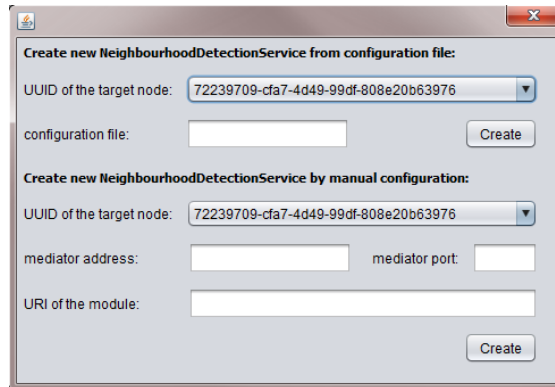 Create new NeighbourhoodDetectionService from configuration file:
UUID of the target node: 72239709-cfa7-4d49-99df-808e20b63976
configuration file: Create
Create new NeighbourhoodDetectionService by manual configuration:
UUID of the target node: 72239709-cfa7-4d49-99df-808e20b63976
mediator address: mediator port:
URI of the module:
Create